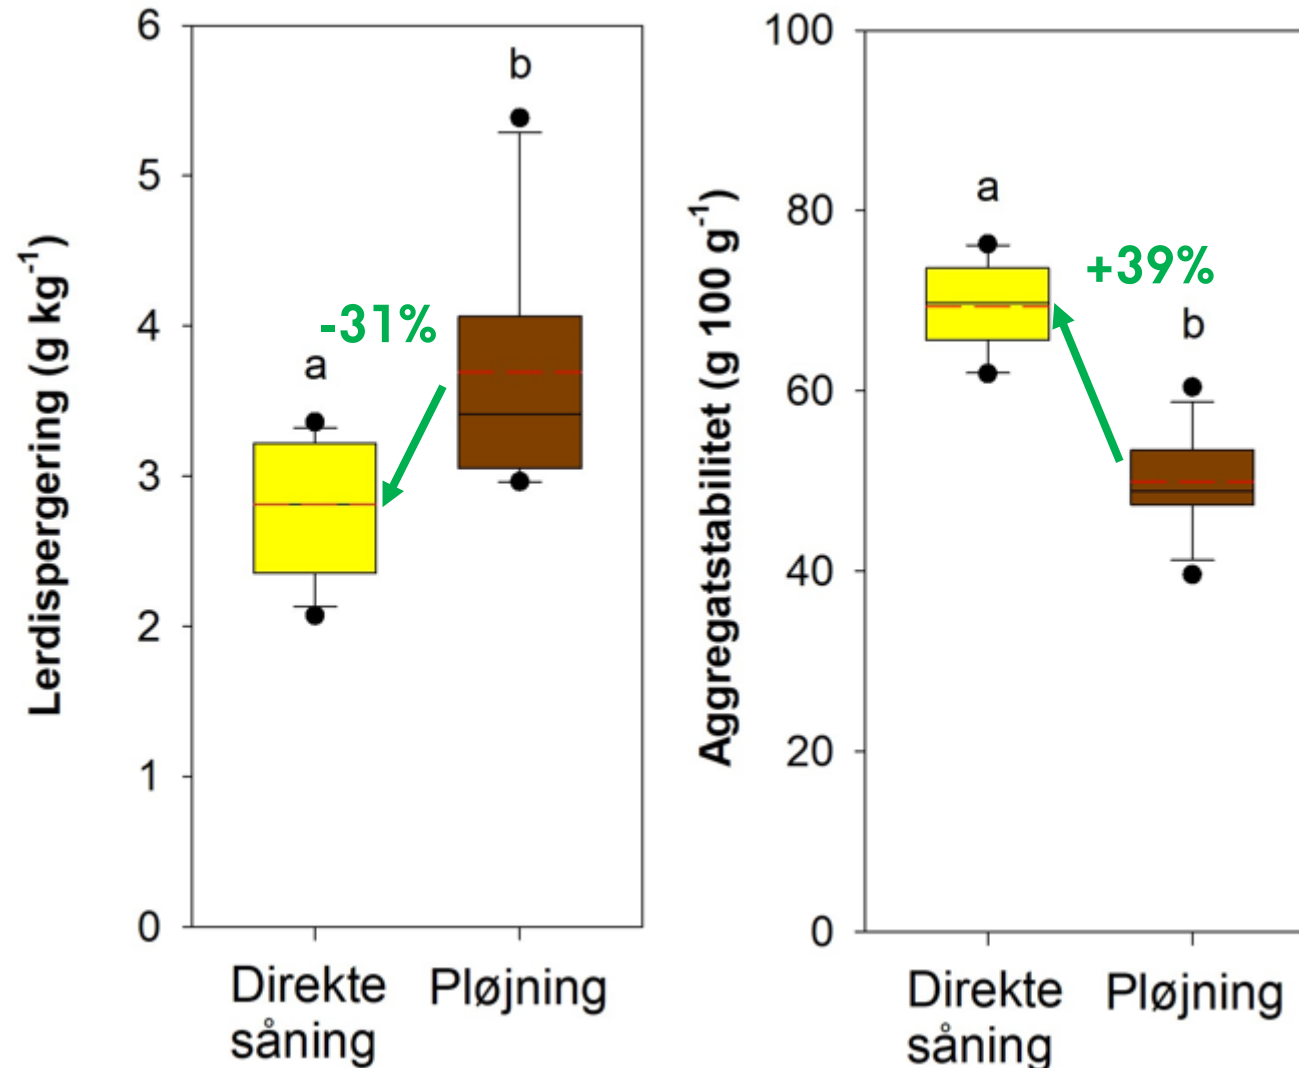 Lerdispergering (g kg⁻¹)
6
5
4
3
2
1
0
a
b
-31%
Direkte
såning
Pløjning
Aggregatstabilitet (g 100 g⁻¹)
100
80
60
40
20
0
a
b
+39%
Direkte
såning
Pløjning